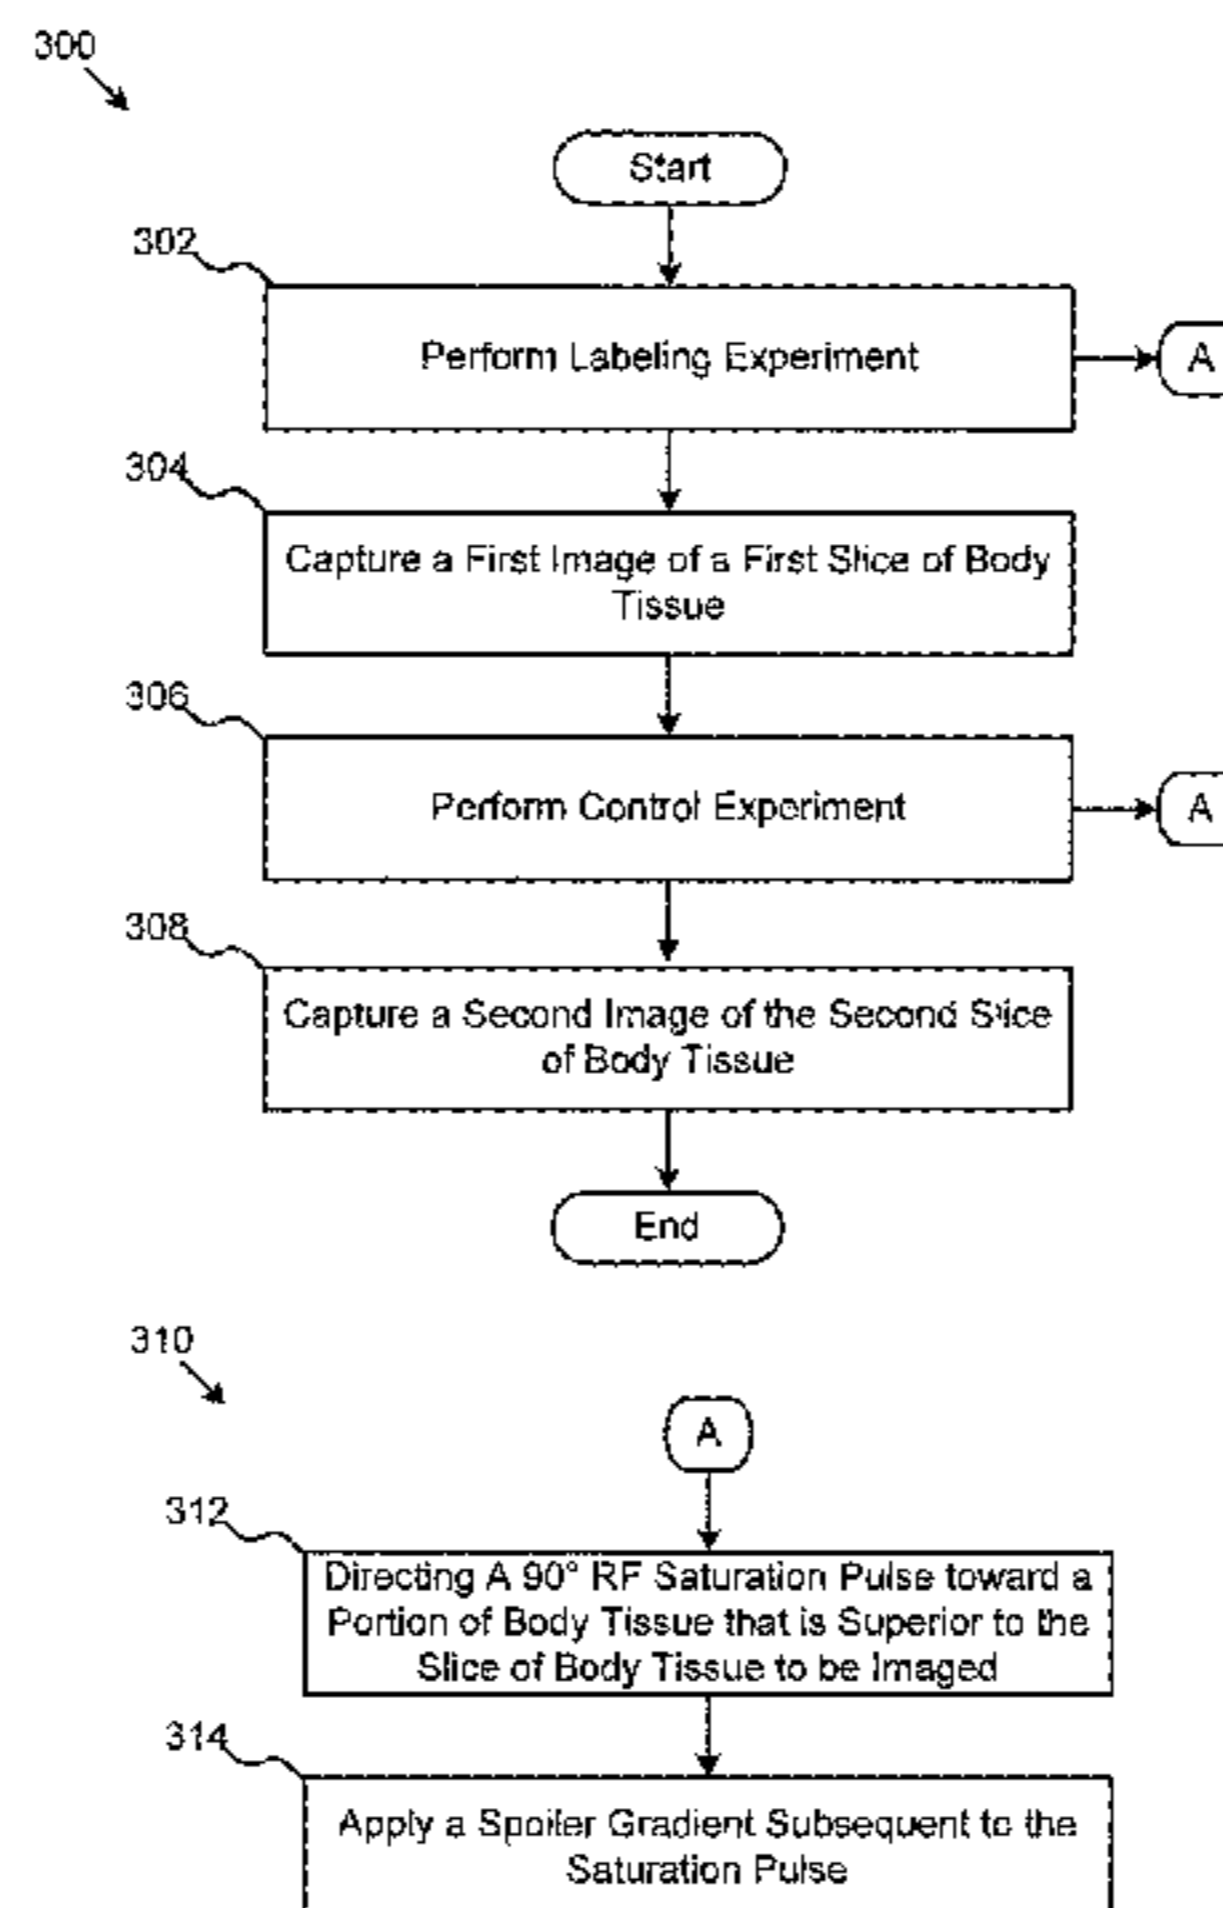 300
Start
302
Perform Labeling Experiment
A
304
Capture a First Image of a First Slice of Body
Tissue
306
Perform Control Experiment
A
308
Capture a Second Image of the Second Slice
of Body Tissue
End
310
A
312
Directing A 90° RF Saturation Pulse toward a
Portion of Body Tissue that is Superior to the
Slice of Body Tissue to be Imaged
314
Apply a Spoiler Gradient Subsequent to the
Saturation Pulse